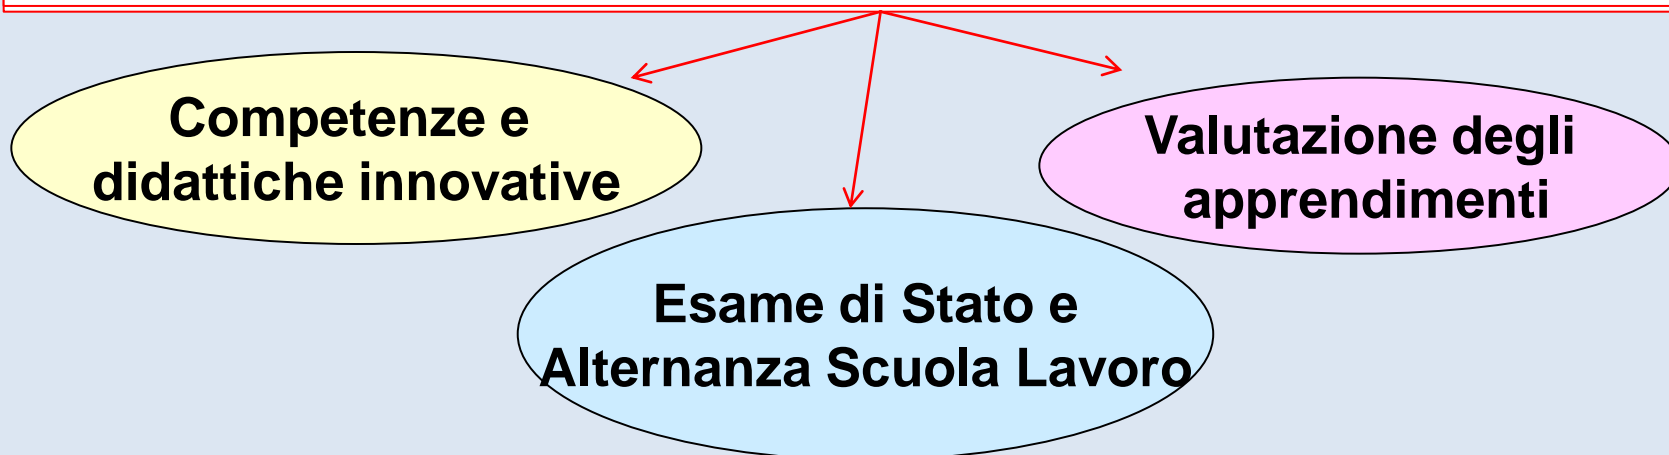 Competenze e
didattiche innovative
Valutazione degli
apprendimenti
Esame di Stato e
Alternanza Scuola Lavoro